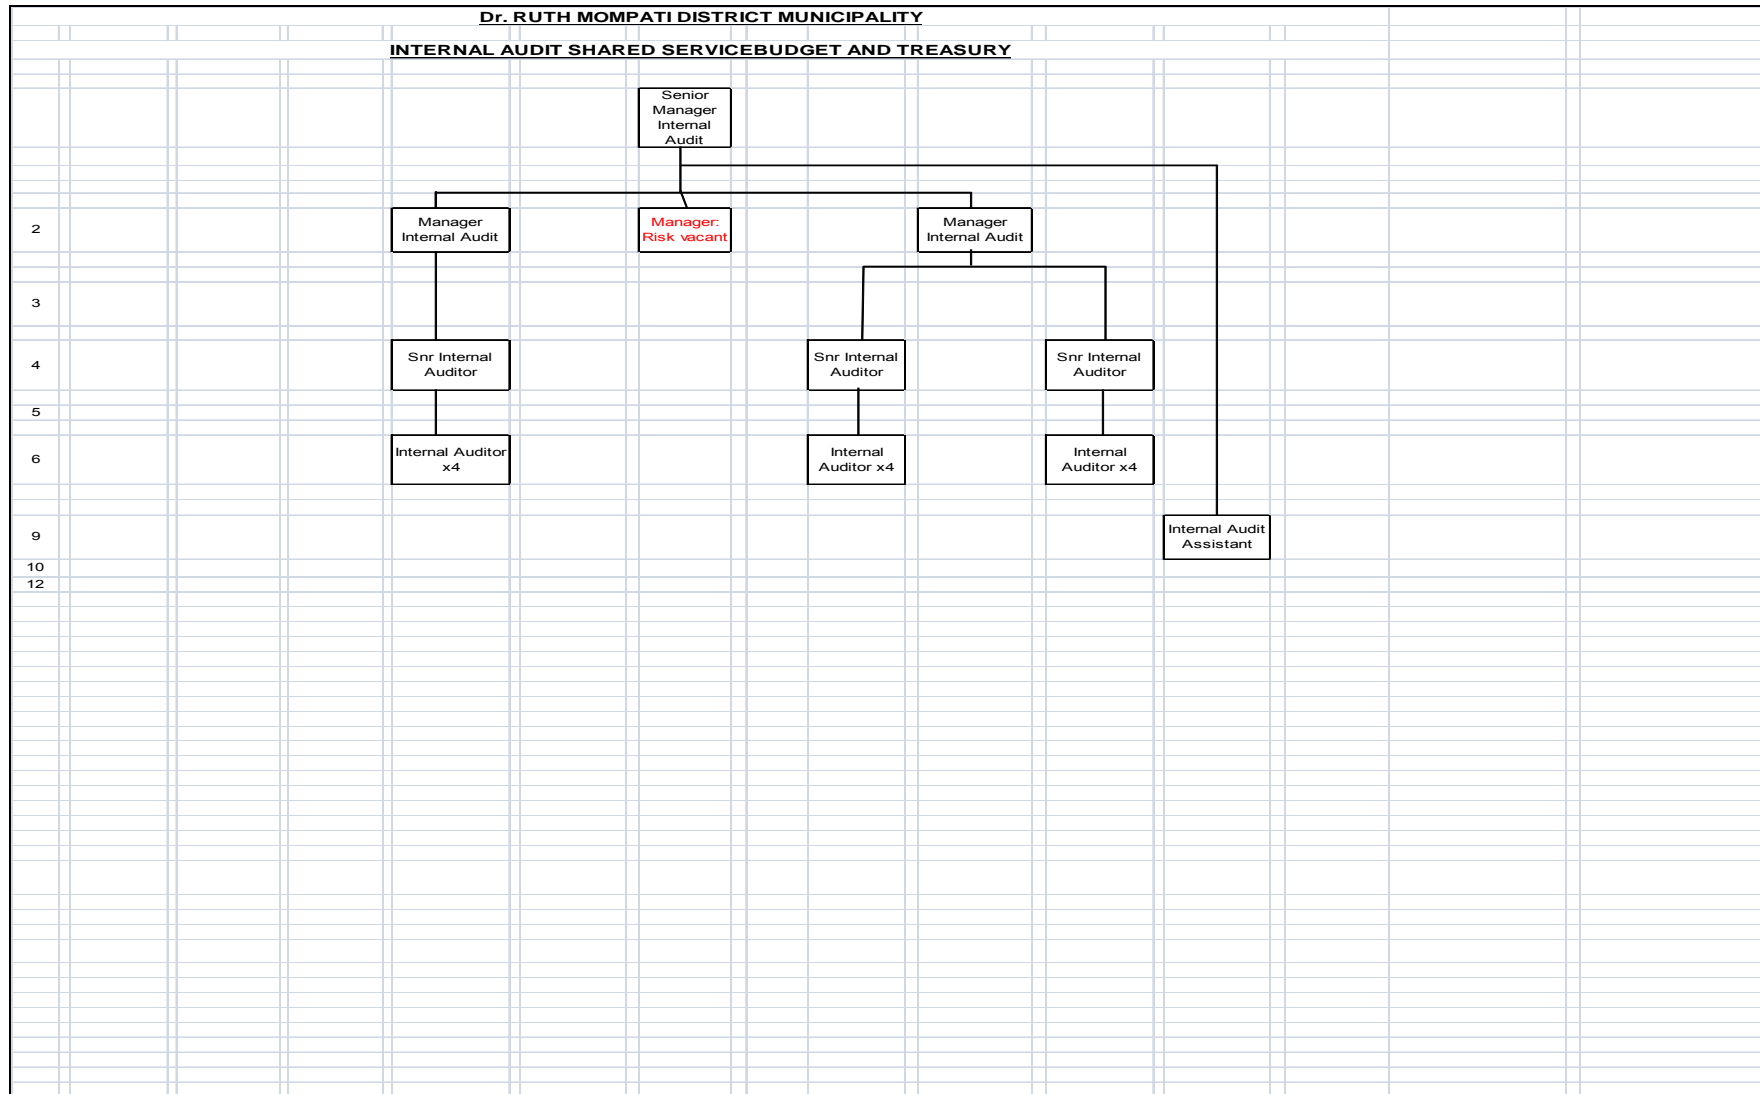 Dr. RUTH MOMPATI DISTRICT MUNICIPALITY
INTERNAL AUDIT SHARED SERVICEBUDGET AND TREASURY
Senior
Manager
Internal
Audit
2
Manager
Internal Audit
Manager:
Risk vacant
Manager
Internal Audit
3
4
Snr Internal
Auditor
Snr Internal
Auditor
Snr Internal
Auditor
5
6
Internal Auditor
x4
Internal
Auditor x4
Internal
Auditor x4
9
Internal Audit
Assistant
10
12